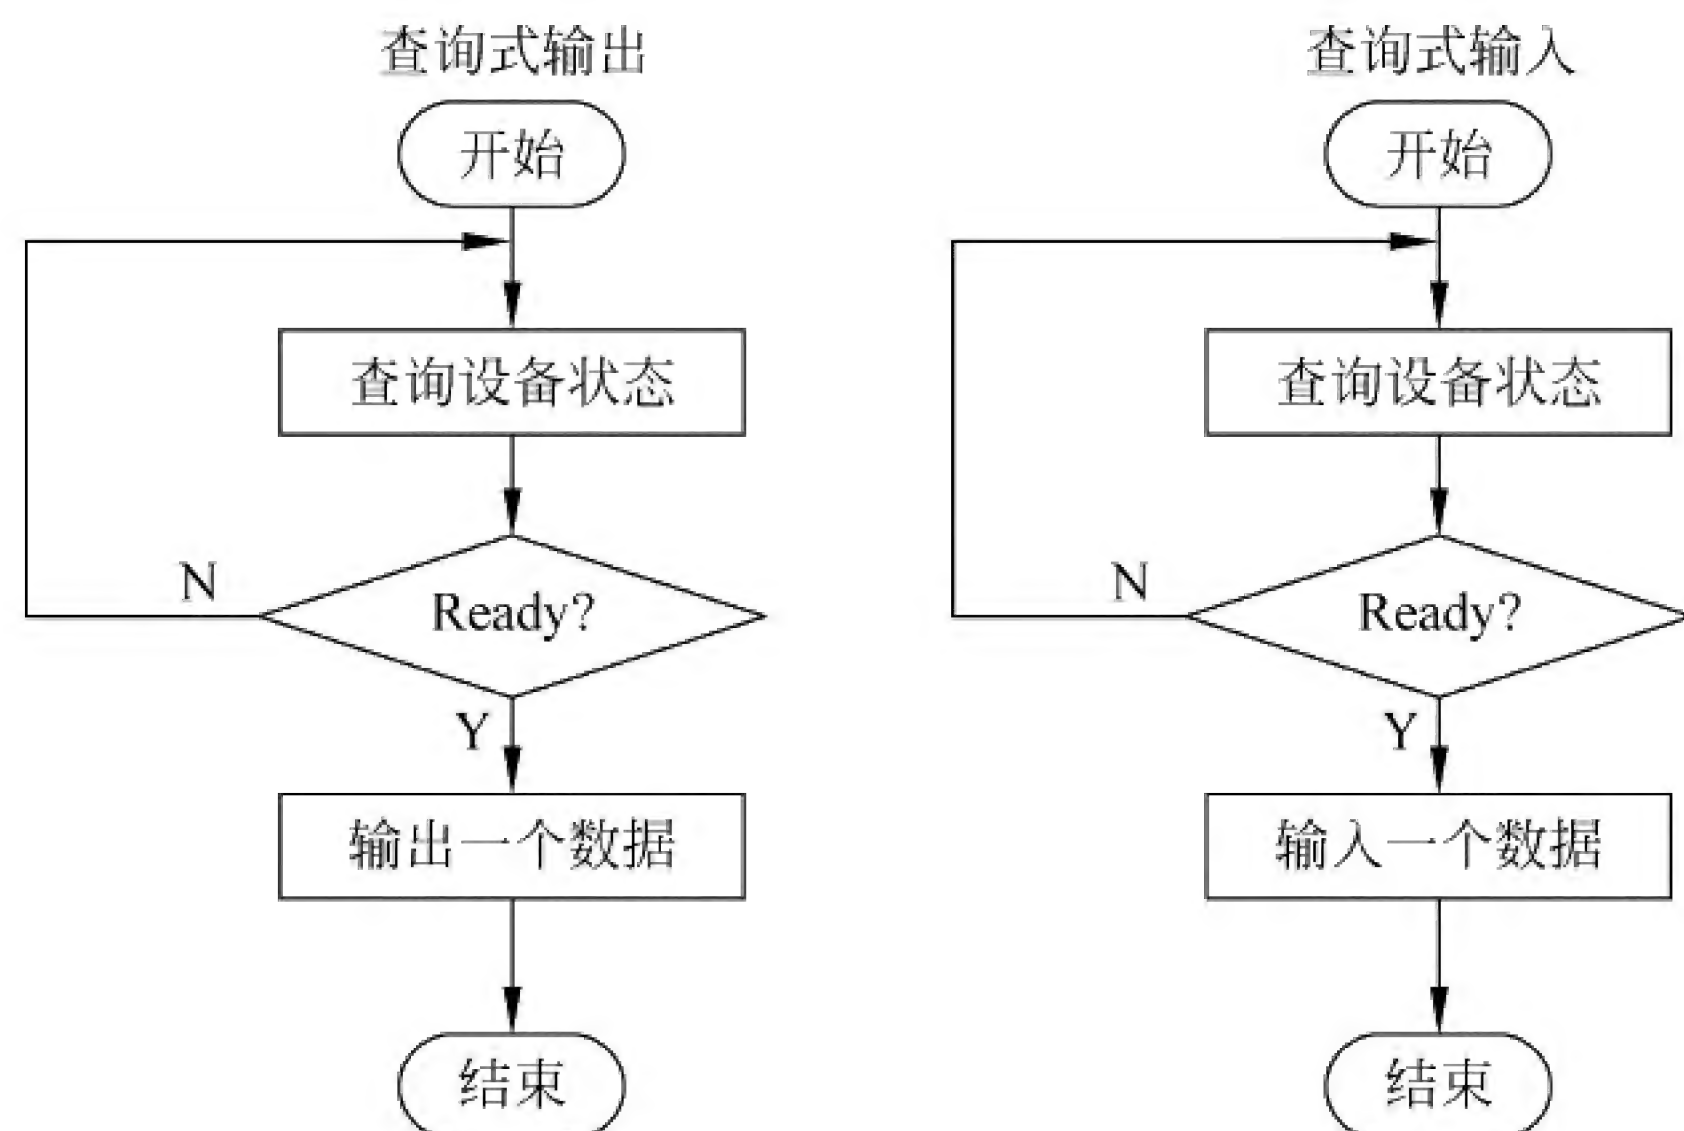 查询式输出
开始
查询设备状态
N
Ready?
Y
输出一个数据
结束
查询式输入
开始
查询设备状态
N
Ready?
Y
输入一个数据
结束